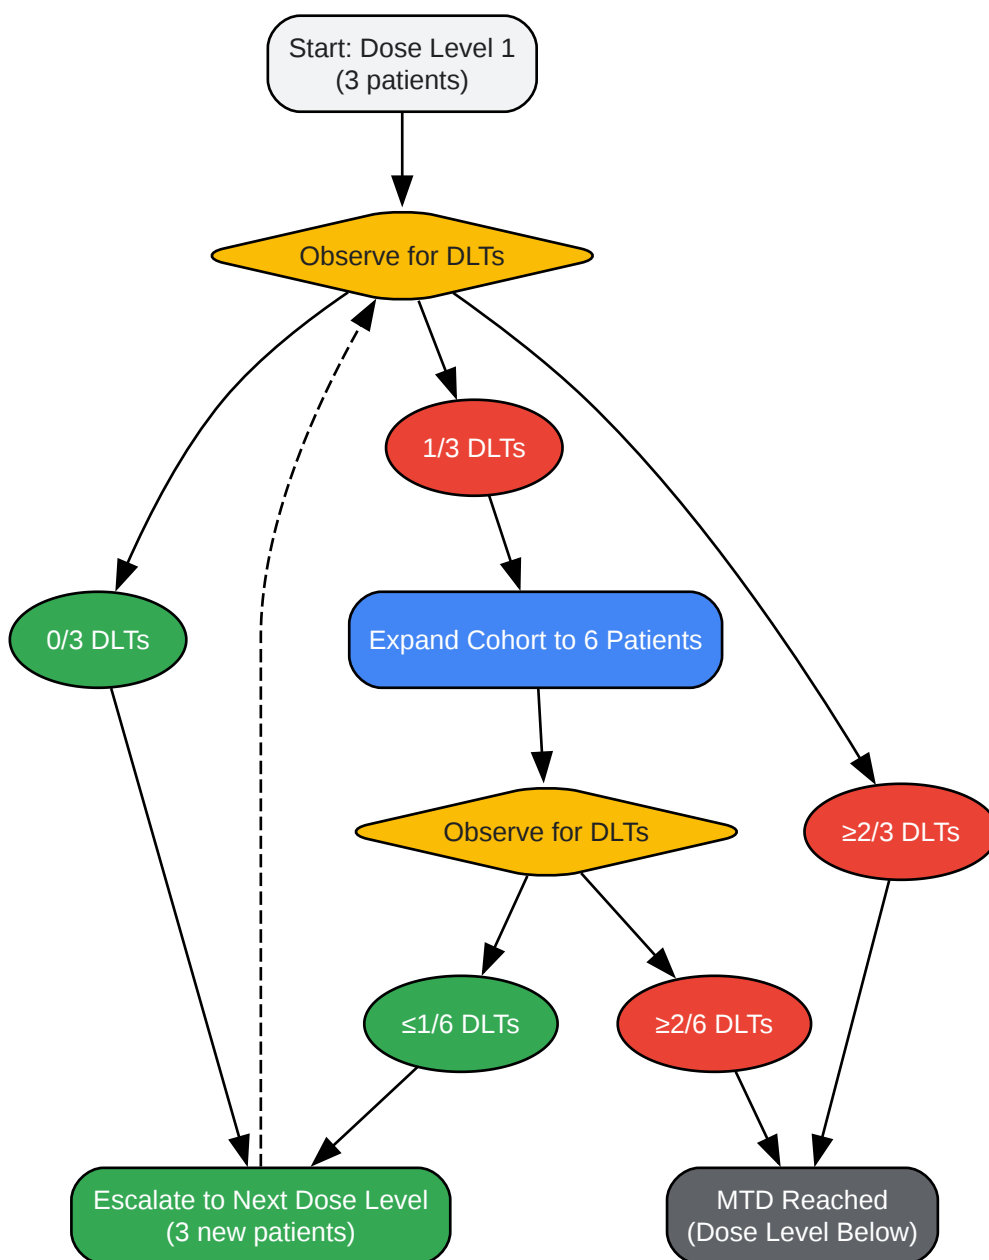 Start: Dose Level 1
(3 patients)
Observe for DLTs
1/3 DLTs
0/3 DLTs
Expand Cohort to 6 Patients
Observe for DLTs
≥2/3 DLTs
≤1/6 DLTs
≥2/6 DLTs
Escalate to Next Dose Level
(3 new patients)
MTD Reached
(Dose Level Below)